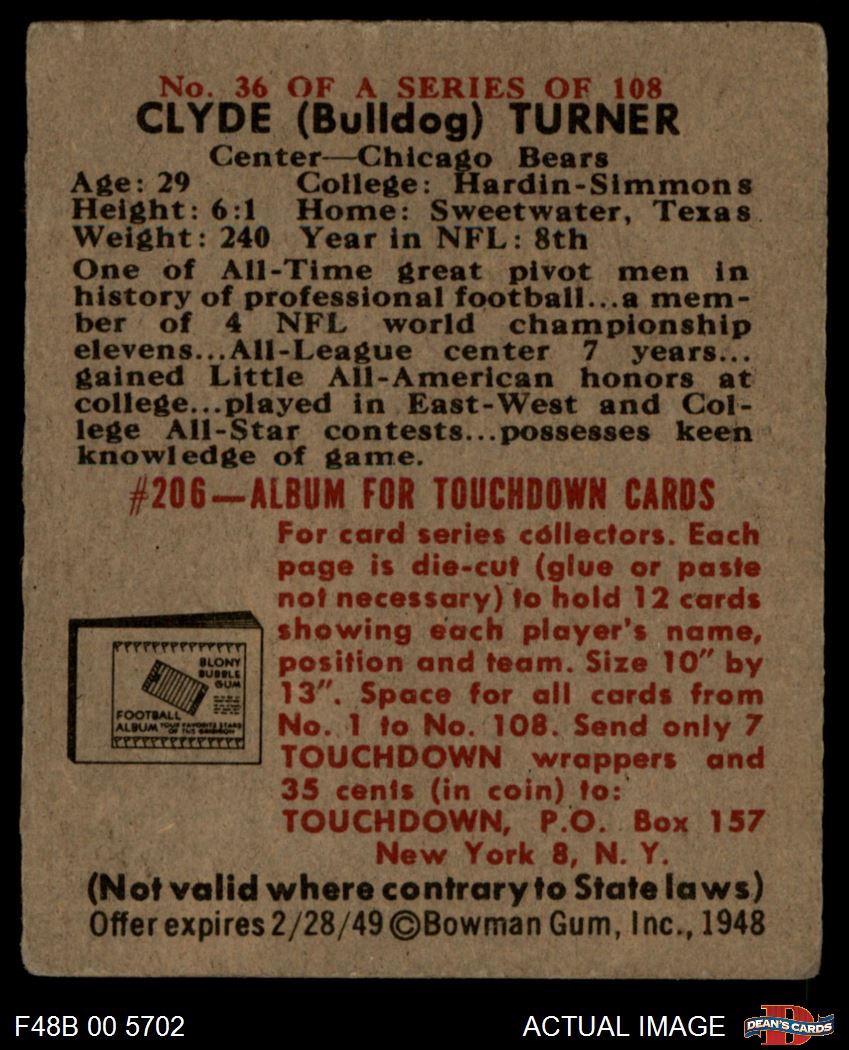 No. 36 OF A SERIES OF 108
CLYDE (Bulldog) TURNER
Center—Chicago Bears
Age: 29 College: Hardin-Simmons
Height: 6:1 Home: Sweetwater, Texas
Weight: 240 Year in NFL: 8th
One of All-Time great pivot men in
history of professional football...a mem-
ber of 4 NFL world championship
elevens...All-League center 7 years...
gained Little All-American honors at
college...played in East-West and Col-
lege All-Star contests...possesses keen
knowledge of game.
#206—ALBUM FOR TOUCHDOWN CARDS
For card series collectors. Each
page is die-cut (glue or paste
not necessary) to hold 12 cards
showing each player's name,
position and team. Size 10" by
13". Space for all cards from
No. 1 to No. 108. Send only 7
TOUCHDOWN wrappers and
35 cents (in coin) to:
TOUCHDOWN, P.O. Box 157
New York 8, N. Y.
BLONY
BUBBLE
GUM
FOOTBALL
ALBUM YOUR FAVORITE STARS
OF THE GRIDIRON
(Not valid where contrary to State laws)
Offer expires 2/28/49 ©Bowman Gum, Inc., 1948
F48B 00 5702 ACTUAL IMAGE
DEAN'S CARDS